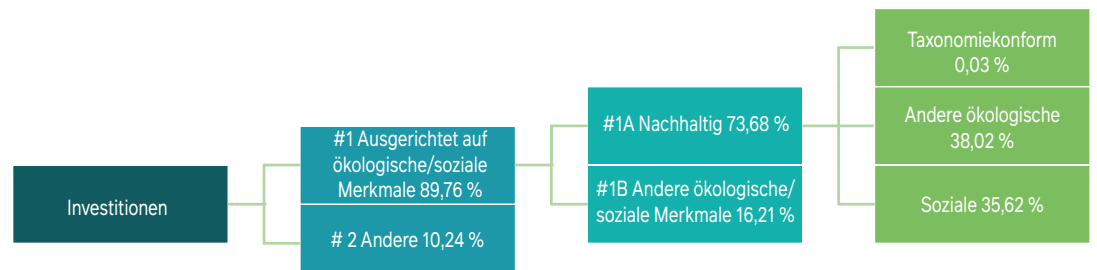 Investitionen
#1 Ausgerichtet auf
ökologische/soziale
Merkmale 89,76 %
# 2 Andere 10,24 %
#1A Nachhaltig 73,68 %
#1B Andere ökologische/
soziale Merkmale 16,21 %
Taxonomiekonform
0,03 %
Andere ökologische
38,02 %
Soziale 35,62 %